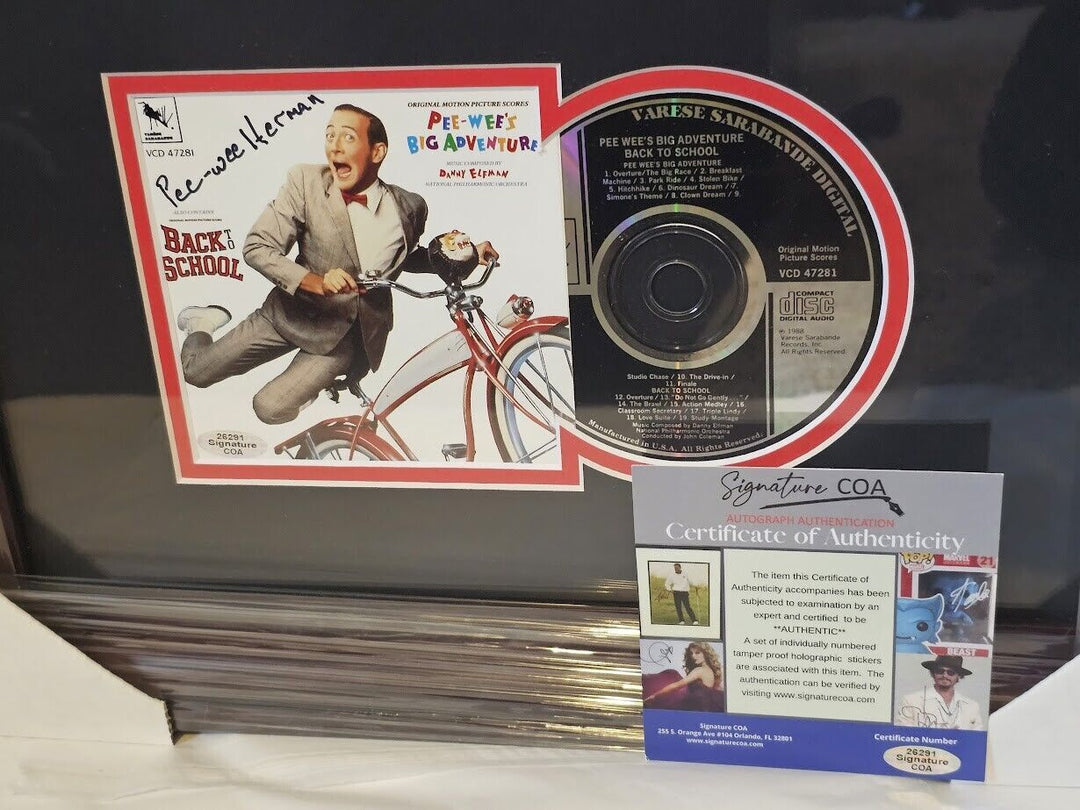 VARÈSE
SARABANDE
VCD 47281
Pee-wee Herman
ORIGINAL MOTION PICTURE SCORES
PEE-WEE'S
BIG ADVENTURE
MUSIC COMPOSED BY
DANNY ELFMAN
NATIONAL PHILHARMONIC ORCHESTRA
ALSO CONTAINS
ORIGINAL MOTION PICTURE SCORE
BACK TO
SCHOOL
26291
Signature
COA
VARÈSE SARABANDE DIGITAL
PEE WEE'S BIG ADVENTURE
BACK TO SCHOOL
PEE WEE'S BIG ADVENTURE
1. Overture/The Big Race / 2. Breakfast
Machine / 3. Park Ride / 4. Stolen Bike /
5. Hitchhike / 6. Dinosaur Dream / 7.
Simone's Theme / 8. Clown Dream / 9.
Original Motion
Picture Scores
VCD 47281
COMPACT
disc
DIGITAL AUDIO
℗ 1988
Varese Sarabande
Records, Inc.
All Rights Reserved.
Studio Chase / 10. The Drive-in /
11. Finale
BACK TO SCHOOL
12. Overture / 13. "Do Not Go Gently . . ." /
14. The Brawl / 15. Action Medley / 16.
Classroom Secretary / 17. Triple Lindy /
18. Love Suite / 19. Study Montage
Music Composed by Danny Elfman
National Philharmonic Orchestra
Conducted by John Coleman
Manufactured in U.S.A. All Rights Reserved.
Signature COA
AUTOGRAPH AUTHENTICATION
Certificate of Authenticity
The item this Certificate of
Authenticity accompanies has been
subjected to examination by an
expert and certified to be
**AUTHENTIC**
A set of individually numbered
tamper proof holographic stickers
are associated with this item. The
authentication can be verified by
visiting www.signaturecoa.com
POP!
MARVEL
21
BEAST
Signature COA
255 S. Orange Ave #104 Orlando, FL 32801
www.signaturecoa.com
Certificate Number
26291
Signature
COA